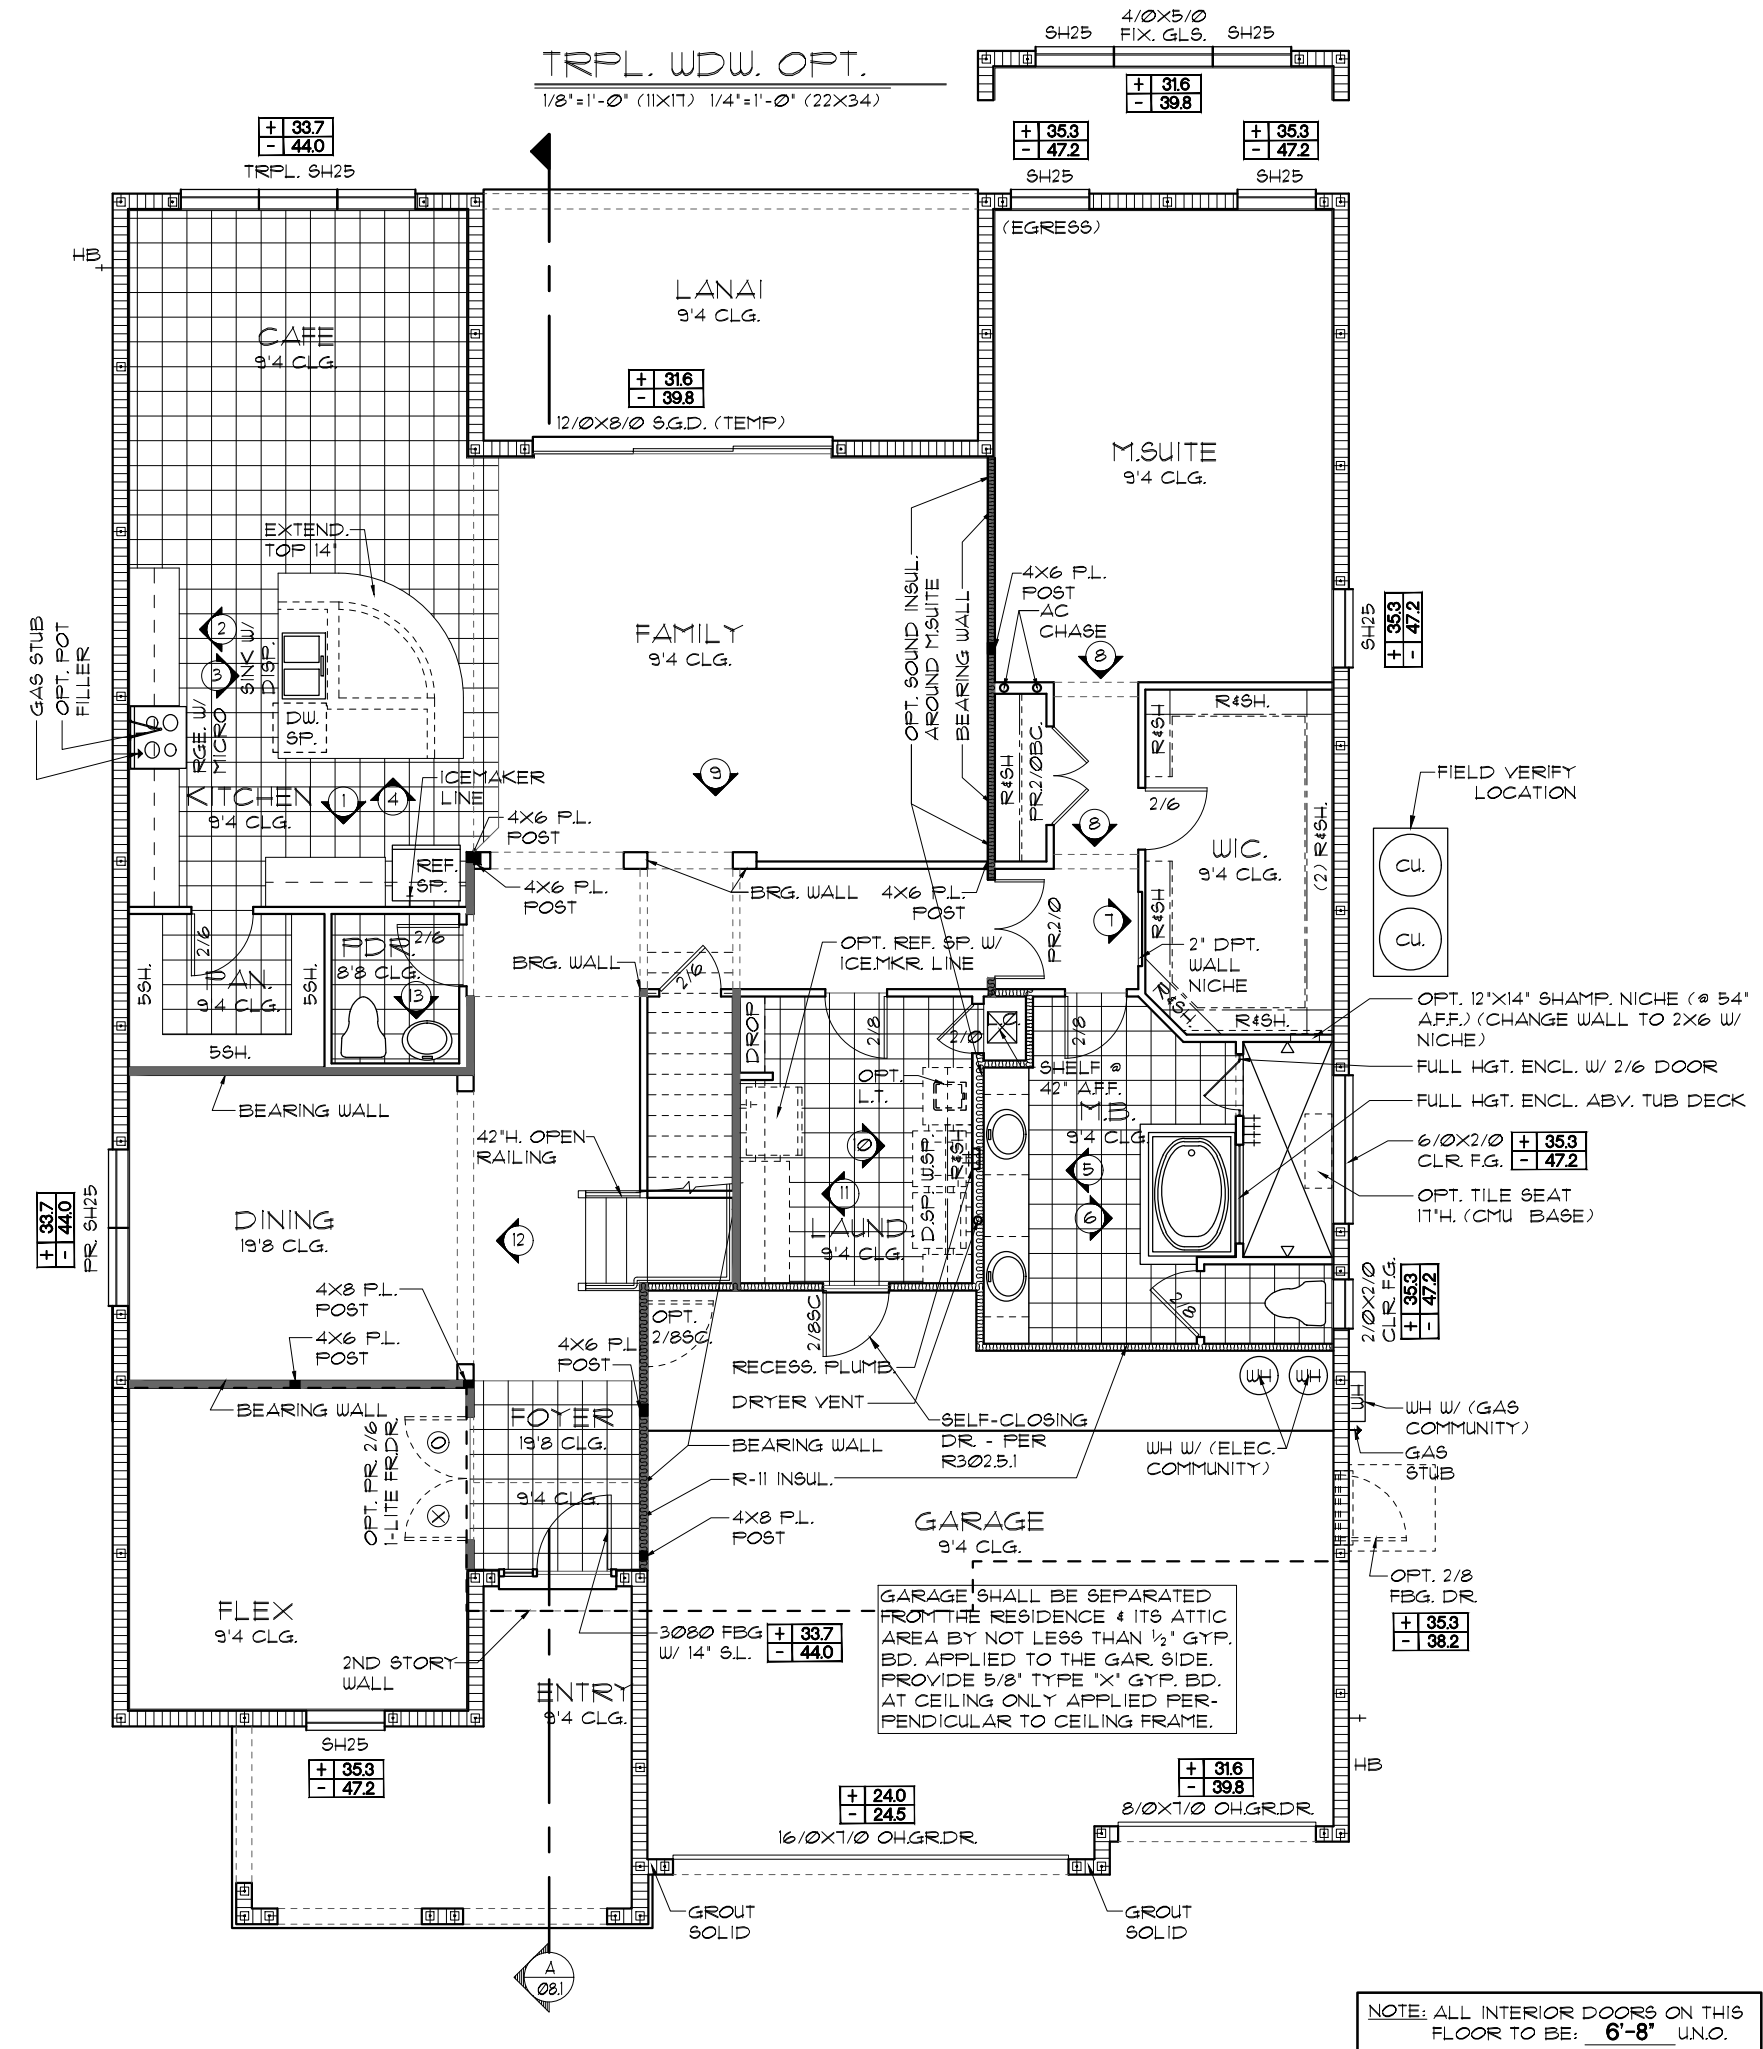 4/0X5/0
SH25 FIX. GLS. SH25
+ 31.6
- 39.8
TRPL. WDW. OPT.
1/8"=1'-0" (11X17) 1/4"=1'-0" (22X34)
+ 33.7
- 44.0
TRPL. SH25
+ 35.3
- 47.2
SH25
+ 35.3
- 47.2
SH25
(EGRESS)
HB
LANAI
9'4 CLG.
CAFE
9'4 CLG.
+ 31.6
- 39.8
12/0X8/0 S.G.D. (TEMP)
M.SUITE
9'4 CLG.
EXTEND.
TOP 14"
FAMILY
9'4 CLG.
OPT. SOUND INSUL.
AROUND M.SUITE
BEARING WALL
4X6 P.L.
POST
AC
CHASE
SH25
+ 35.3
- 47.2
GAS STUB
OPT. POT
FILLER
2
3
SINK W/
DISP.
DW.
SP.
RGE. W/
MICRO
8
R&SH.
R&SH
R&SH
PR.2/0BC.
ICEMAKER
LINE
KITCHEN
9'4 CLG.
1
4
9
8
2/6
4X6 P.L.
POST
FIELD VERIFY
LOCATION
CU.
CU.
W.I.C.
9'4 CLG.
(2) R&SH.
REF.
SP.
4X6 P.L.
POST
BRG. WALL
4X6 P.L.
POST
PR.2/0
7
R&SH
2" DPT.
WALL
NICHE
2/6
PDR.
8'8 CLG.
2/6
13
5SH.
PAN.
9'4 CLG.
5SH.
5SH.
BRG. WALL
2/6
OPT. REF. SP. W/
ICE.MKR. LINE
R&SH.
R&SH.
OPT. 12"X14" SHAMP. NICHE (@ 54"
A.F.F.) (CHANGE WALL TO 2X6 W/
NICHE)
DROP
2/8
2/0
2/8
SHELF @
42" A.F.F.
OPT.
L.T.
FULL HGT. ENCL. W/ 2/6 DOOR
FULL HGT. ENCL. ABV. TUB DECK
BEARING WALL
M.B.
9'4 CLG.
42"H. OPEN
RAILING
10
W.SP.
R&SH
5
6/0X2/0
CLR. F.G.
+ 35.3
- 47.2
11
D.SP.
6
OPT. TILE SEAT
17"H. (CMU BASE)
+ 33.7
- 44.0
PR. SH25
DINING
19'8 CLG.
12
LAUND.
9'4 CLG.
4X8 P.L.
POST
4X6 P.L.
POST
4X6 P.L.
POST
OPT.
2/8SC.
2/8SC
2/8
2/0X2/0
CLR. F.G.
+ 35.3
- 47.2
RECESS. PLUMB.
DRYER VENT
WH
WH
WH
BEARING WALL
FOYER
19'8 CLG.
SELF-CLOSING
DR. - PER
R302.5.1
WH W/ (GAS
COMMUNITY)
GAS
STUB
OPT. PR. 2/6
1-LITE FR.DR.
O
X
BEARING WALL
WH W/ (ELEC.
COMMUNITY)
R-11 INSUL.
9'4 CLG.
4X8 P.L.
POST
GARAGE
9'4 CLG.
OPT. 2/8
FBG. DR.
+ 35.3
- 38.2
GARAGE SHALL BE SEPARATED
FROM THE RESIDENCE & ITS ATTIC
AREA BY NOT LESS THAN 1/2" GYP.
BD. APPLIED TO THE GAR. SIDE.
PROVIDE 5/8" TYPE "X" GYP. BD.
AT CEILING ONLY APPLIED PER-
PENDICULAR TO CEILING FRAME.
FLEX
9'4 CLG.
3080 FBG
W/ 14" S.L.
+ 33.7
- 44.0
2ND STORY
WALL
ENTRY
9'4 CLG.
SH25
+ 35.3
- 47.2
HB
+ 31.6
- 39.8
8/0X7/0 OH.GR.DR.
+ 24.0
- 24.5
16/0X7/0 OH.GR.DR.
GROUT
SOLID
GROUT
SOLID
A
08.1
NOTE: ALL INTERIOR DOORS ON THIS
FLOOR TO BE: 6'-8" U.N.O.